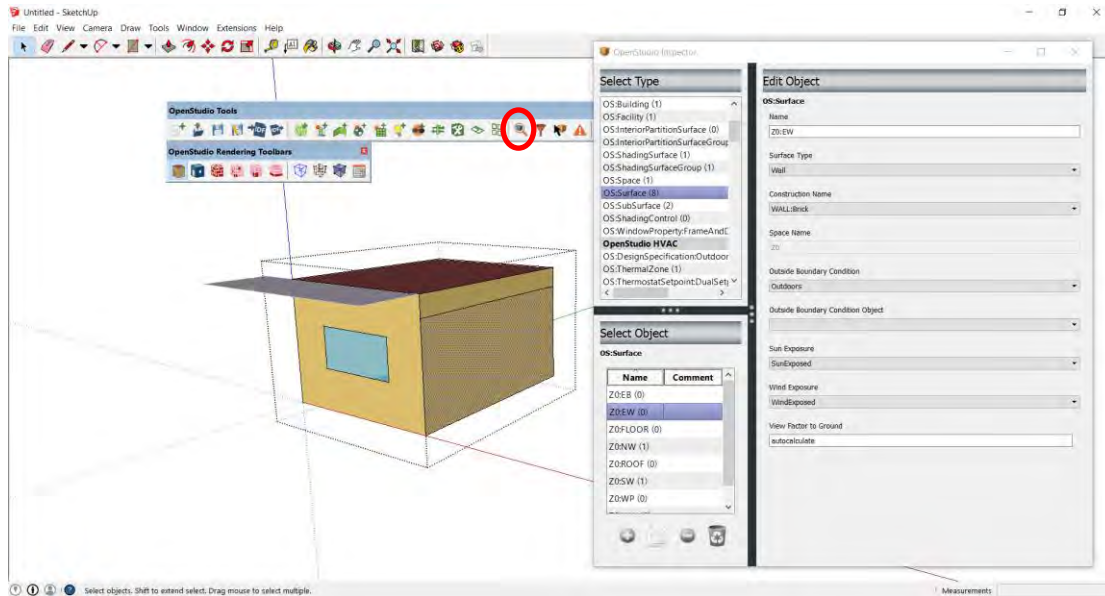 Untitled - SketchUp
File Edit View Camera Draw Tools Window Extensions Help
OpenStudio Tools
OpenStudio Rendering Toolbars
OpenStudio Inspector
Select Type
OS:Building (1)
OS:Facility (1)
OS:InteriorPartitionSurface (0)
OS:InteriorPartitionSurfaceGroup
OS:ShadingSurface (1)
OS:ShadingSurfaceGroup (1)
OS:Space (1)
OS:Surface (8)
OS:SubSurface (2)
OS:ShadingControl (0)
OS:WindowProperty:FrameAndD
OpenStudio HVAC
OS:DesignSpecification:Outdoor
OS:ThermalZone (1)
OS:ThermostatSetpoint:DualSetp
Select Object
OS:Surface
Name Comment
Z0:EB (0)
Z0:EW (0)
Z0:FLOOR (0)
Z0:NW (1)
Z0:ROOF (0)
Z0:SW (1)
Z0:WP (0)
Edit Object
OS:Surface
Name
Z0:EW
Surface Type
Wall
Construction Name
WALL:Brick
Space Name
Z0
Outside Boundary Condition
Outdoors
Outside Boundary Condition Object
Sun Exposure
SunExposed
Wind Exposure
WindExposed
View Factor to Ground
autocalculate
Select objects. Shift to extend select. Drag mouse to select multiple.
Measurements